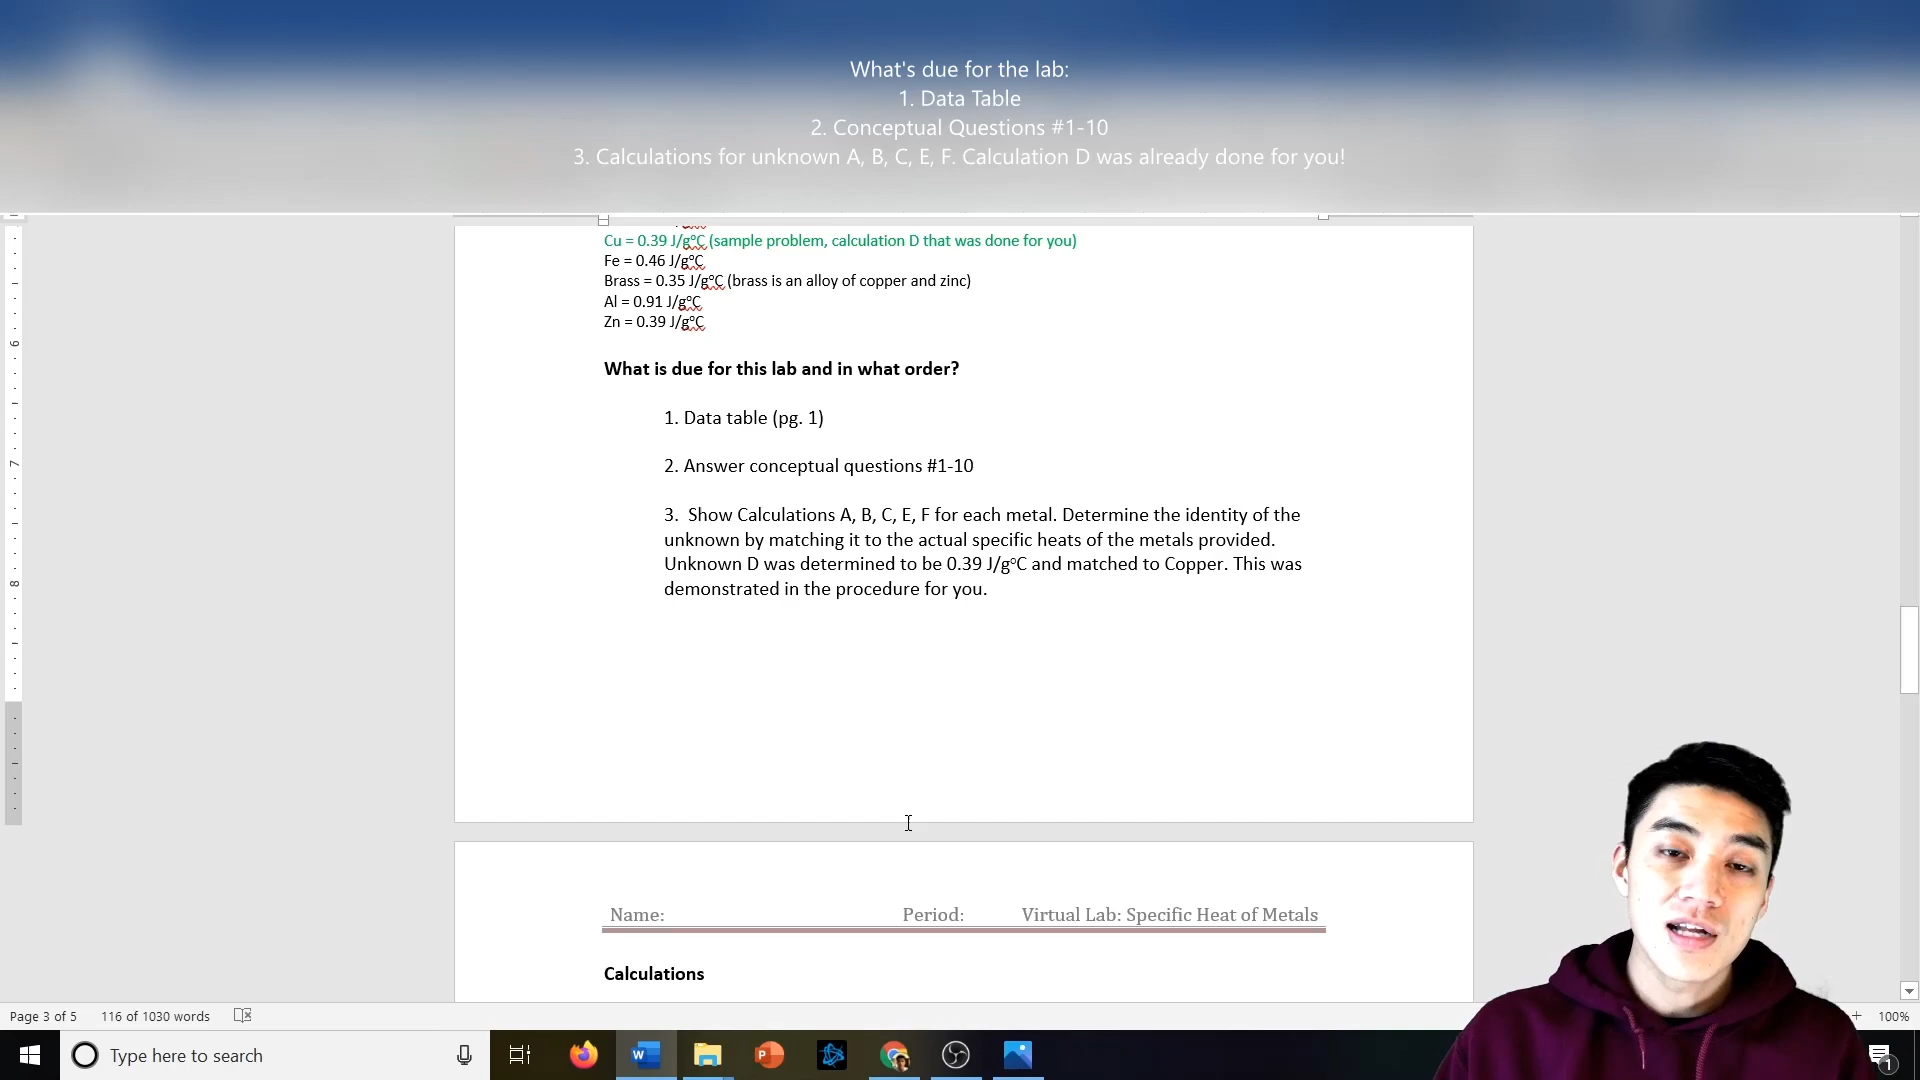 What's due for the lab:
1. Data Table
2. Conceptual Questions #1-10
3. Calculations for unknown A, B, C, E, F. Calculation D was already done for you!
Cu = 0.39 J/g°C (sample problem, calculation D that was done for you)
Fe = 0.46 J/g°C
Brass = 0.35 J/g°C (brass is an alloy of copper and zinc)
Al = 0.91 J/g°C
Zn = 0.39 J/g°C
What is due for this lab and in what order?
1. Data table (pg. 1)
2. Answer conceptual questions #1-10
3. Show Calculations A, B, C, E, F for each metal. Determine the identity of the
unknown by matching it to the actual specific heats of the metals provided.
Unknown D was determined to be 0.39 J/g°C and matched to Copper. This was
demonstrated in the procedure for you.
6
7
8
Name: Period: Virtual Lab: Specific Heat of Metals
Calculations
Page 3 of 5 116 of 1030 words 100%
Type here to search
W
P
1